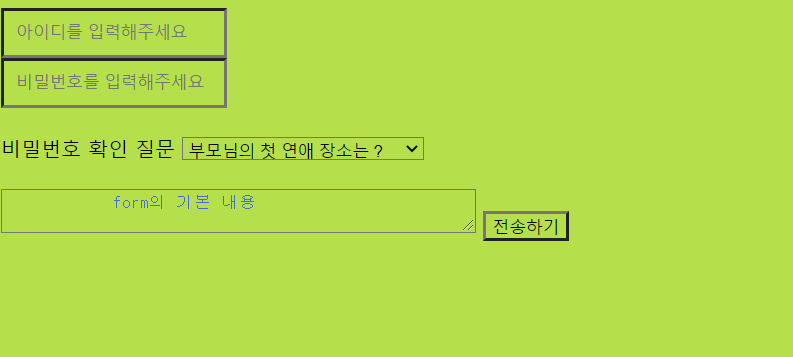 아이디를 입력해주세요
비밀번호를 입력해주세요
비밀번호 확인 질문 부모님의 첫 연애 장소는 ?
form의 기본 내용
전송하기